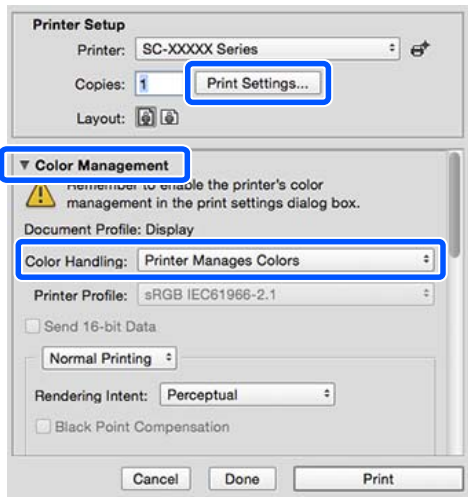 Printer Setup
Printer: SC-XXXXX Series
Copies: 1 Print Settings...
Layout:
▼ Color Management
Remember to enable the printer's color
management in the print settings dialog box.
Document Profile: Display
Color Handling: Printer Manages Colors
Printer Profile: sRGB IEC61966-2.1
Send 16-bit Data
Normal Printing
Rendering Intent: Perceptual
Black Point Compensation
Cancel Done Print